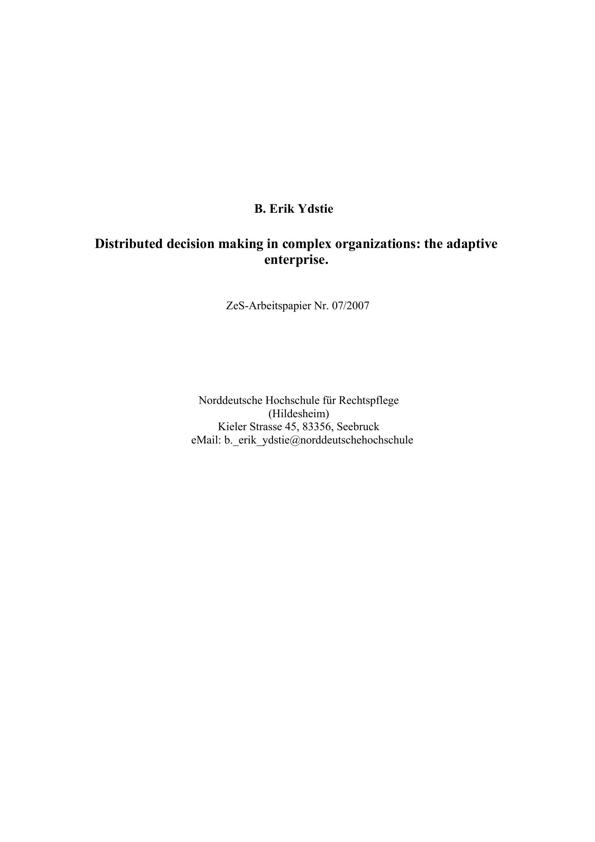 B. Erik Ydstie
Distributed decision making in complex organizations: the adaptive
enterprise.
ZeS-Arbeitspapier Nr. 07/2007
Norddeutsche Hochschule für Rechtspflege
(Hildesheim)
Kieler Strasse 45, 83356, Seebruck
eMail: b._erik_ydstie@norddeutschehochschule